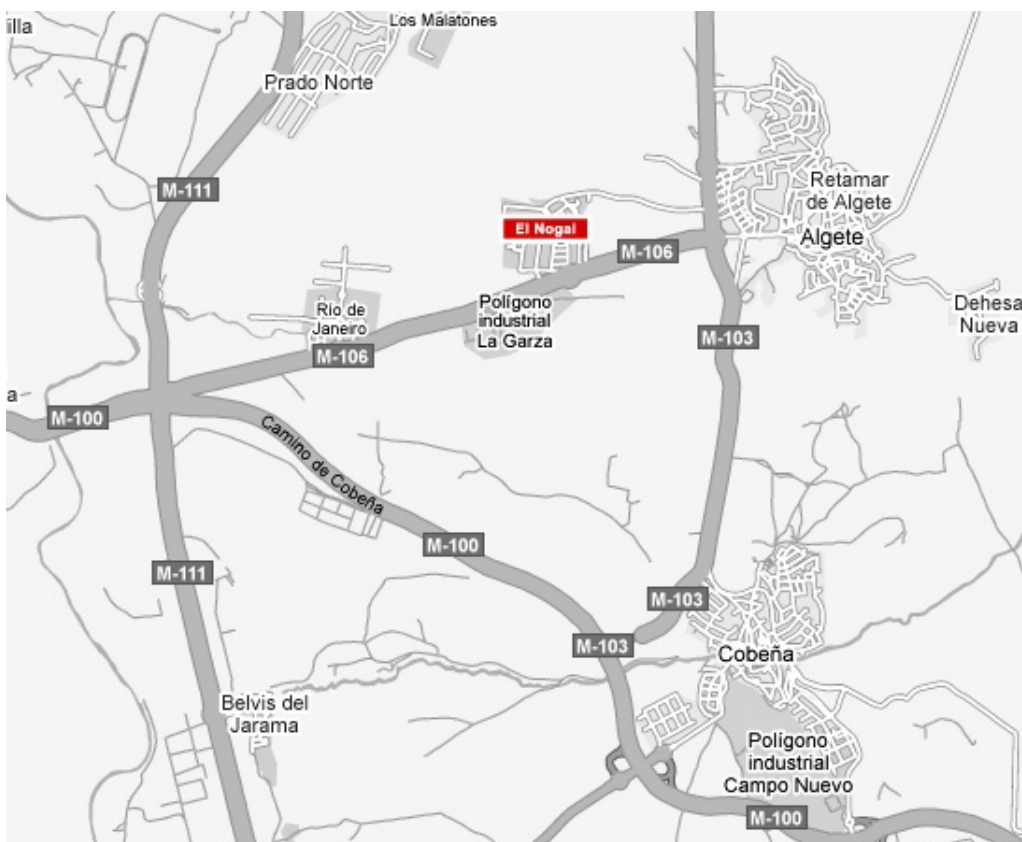 illa
Los Malatones
Prado Norte
M-111
Retamar
de Algete
Algete
El Nogal
M-106
Dehesa
Nueva
Río de
Janeiro
Polígono
industrial
La Garza
M-106
M-103
a
M-100
Camino de Cobeña
M-100
M-111
M-103
M-103
Cobeña
Belvis del
Jarama
Polígono
industrial
Campo Nuevo
M-100